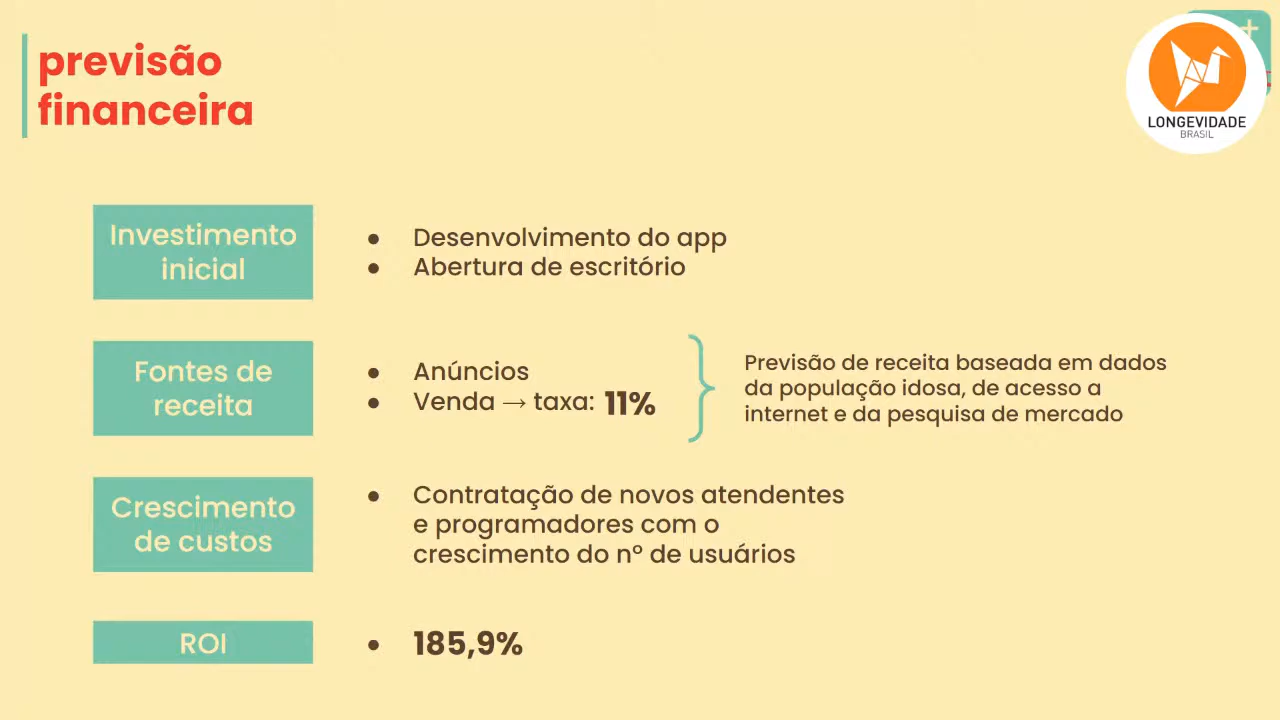 previsão
financeira
+
LONGEVIDADE
BRASIL
Investimento
inicial
● Desenvolvimento do app
● Abertura de escritório
Fontes de
receita
● Anúncios
● Venda → taxa: 11%
Previsão de receita baseada em dados
da população idosa, de acesso a
internet e da pesquisa de mercado
Crescimento
de custos
● Contratação de novos atendentes
e programadores com o
crescimento do nº de usuários
ROI
● 185,9%